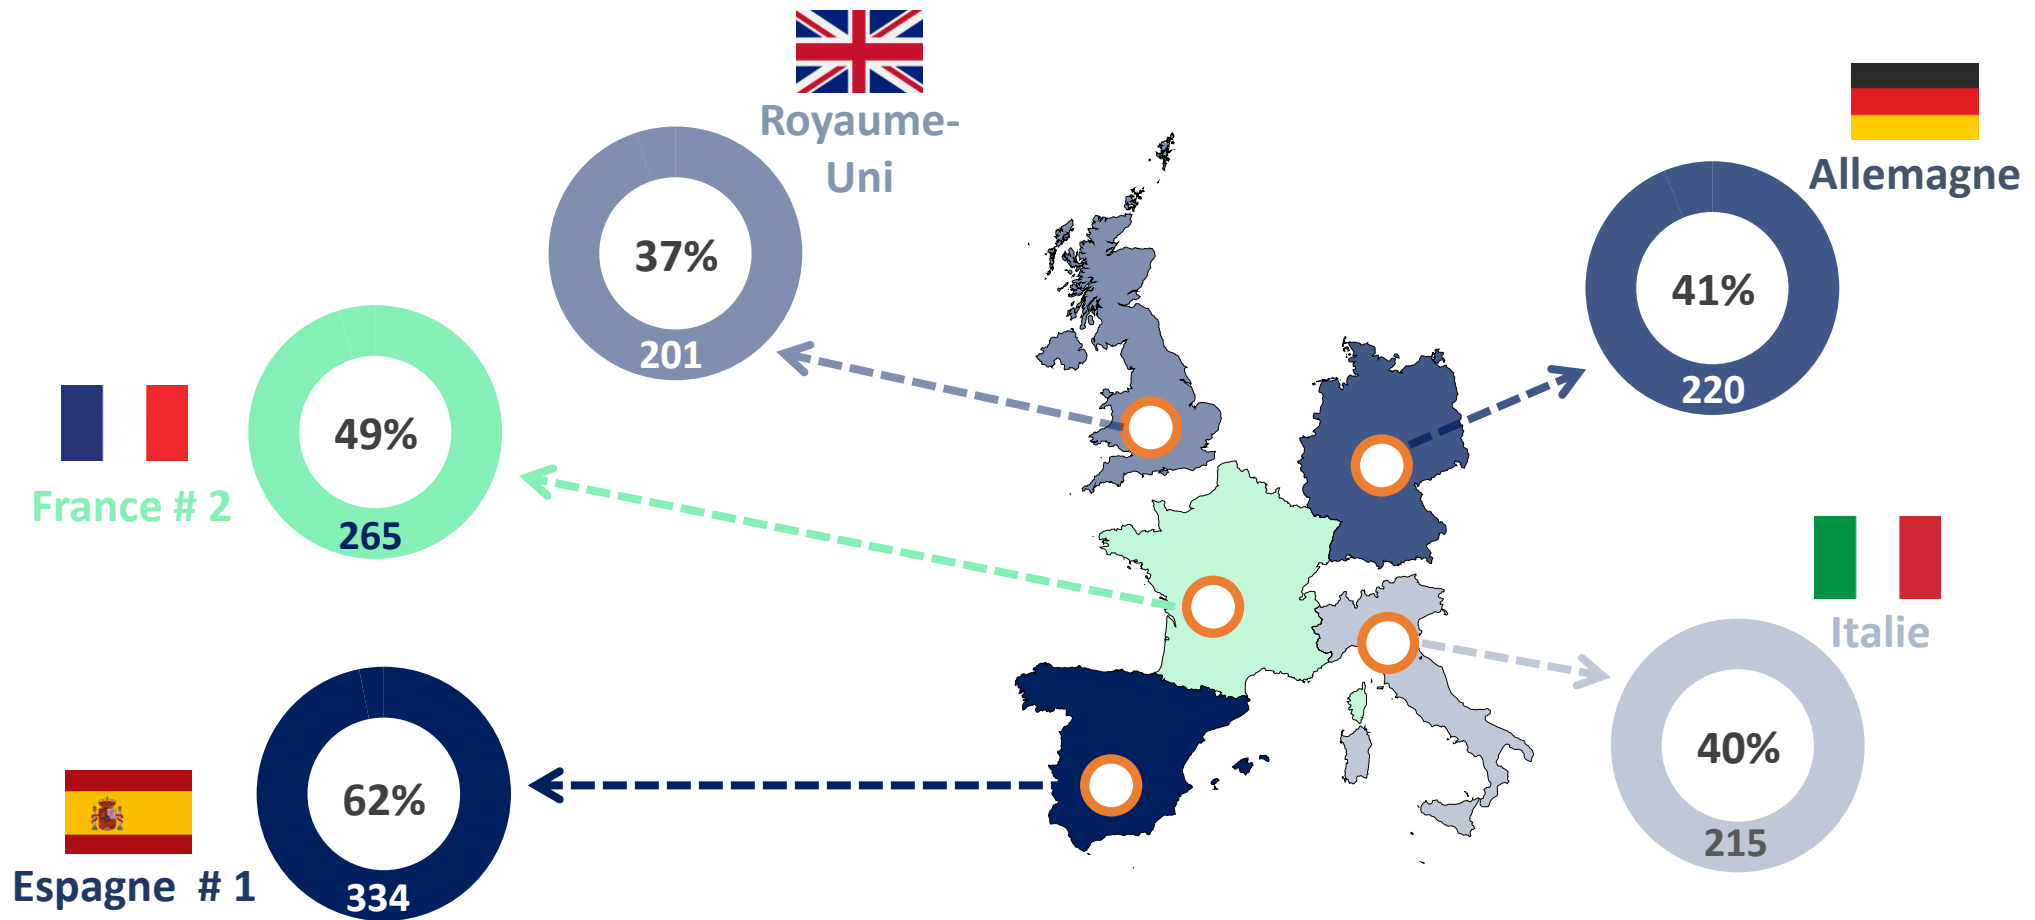 Royaume-
Uni
37%
201
Allemagne
41%
220
49%
265
France # 2
Italie
40%
215
62%
334
Espagne # 1